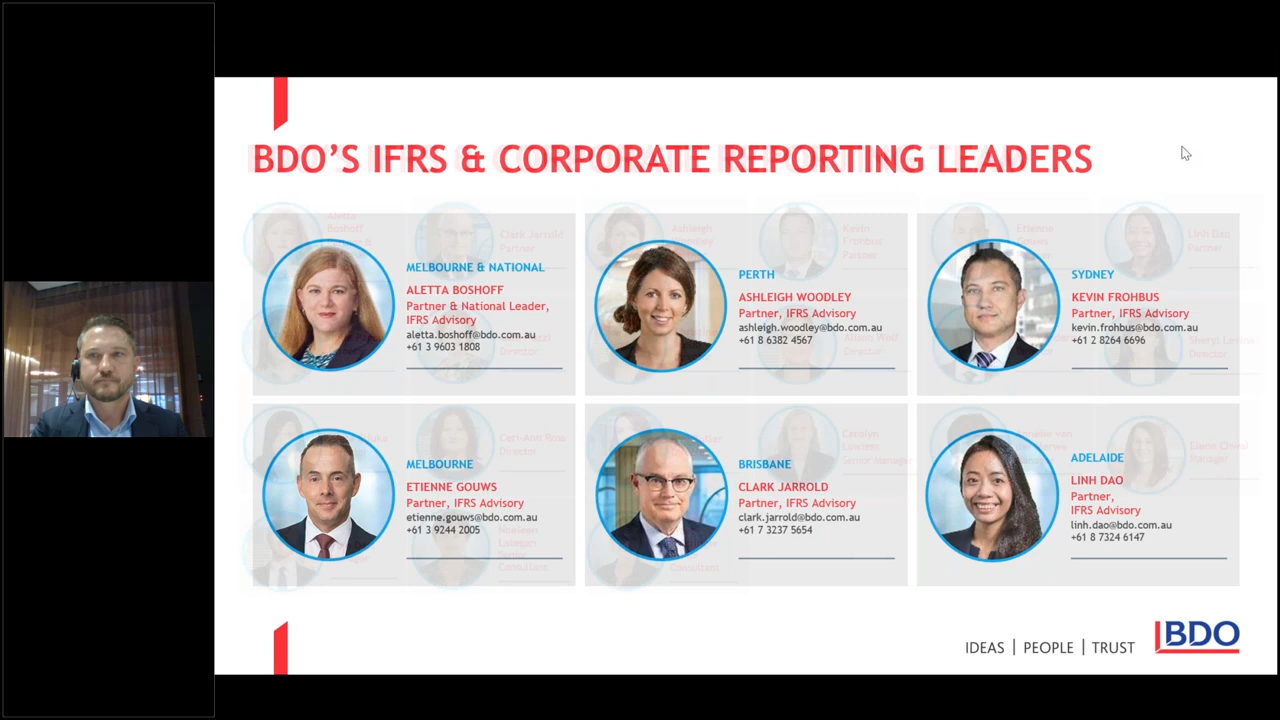 BDO'S IFRS & CORPORATE REPORTING LEADERS
MELBOURNE & NATIONAL
ALETTA BOSHOFF
Partner & National Leader,
IFRS Advisory
aletta.boshoff@bdo.com.au
+61 3 9603 1808
PERTH
ASHLEIGH WOODLEY
Partner, IFRS Advisory
ashleigh.woodley@bdo.com.au
+61 8 6382 4567
SYDNEY
KEVIN FROHBUS
Partner, IFRS Advisory
kevin.frohbus@bdo.com.au
+61 2 8264 6696
MELBOURNE
ETIENNE GOUWS
Partner, IFRS Advisory
etienne.gouws@bdo.com.au
+61 3 9244 2005
BRISBANE
CLARK JARROLD
Partner, IFRS Advisory
clark.jarrold@bdo.com.au
+61 7 3237 5654
ADELAIDE
LINH DAO
Partner,
IFRS Advisory
linh.dao@bdo.com.au
+61 8 7324 6147
IDEAS | PEOPLE | TRUST
BDO